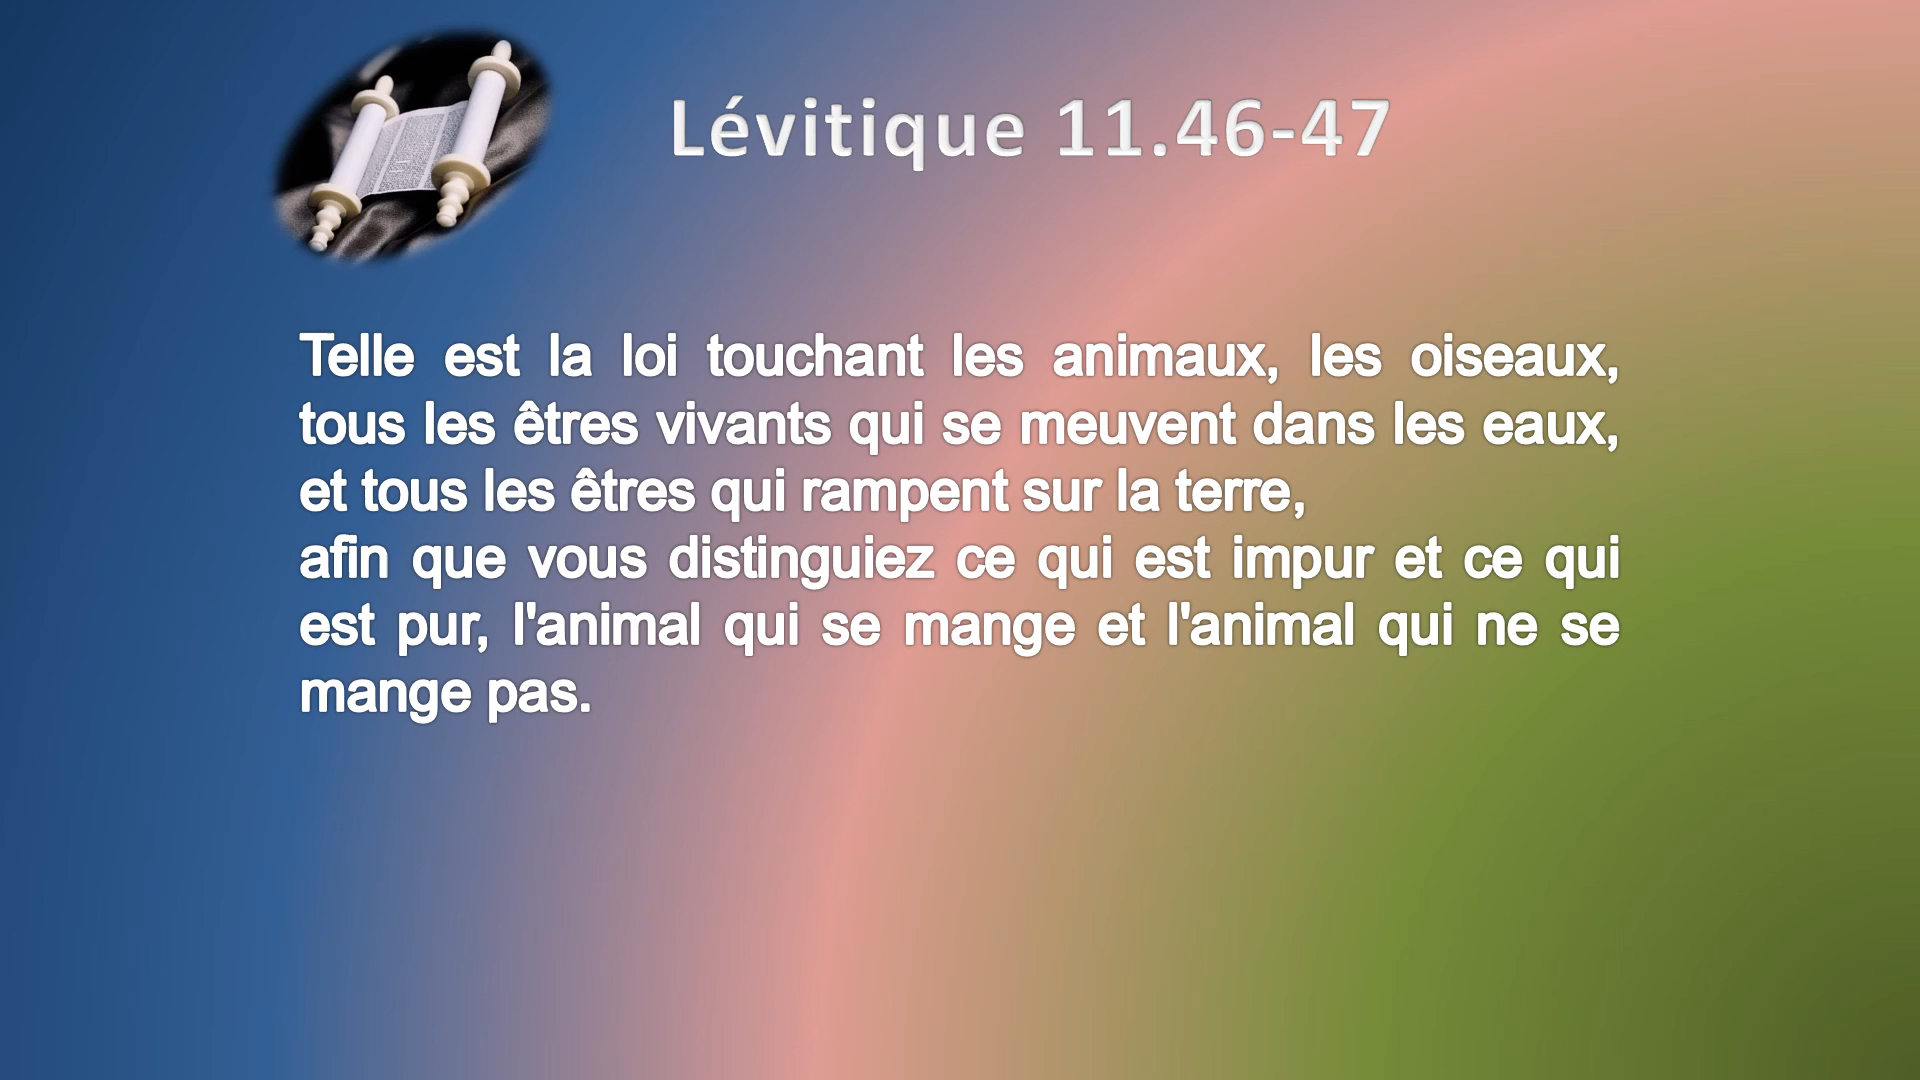 Lévitique 11.46-47
Telle est la loi touchant les animaux, les oiseaux,
tous les êtres vivants qui se meuvent dans les eaux,
et tous les êtres qui rampent sur la terre,
afin que vous distinguiez ce qui est impur et ce qui
est pur, l'animal qui se mange et l'animal qui ne se
mange pas.